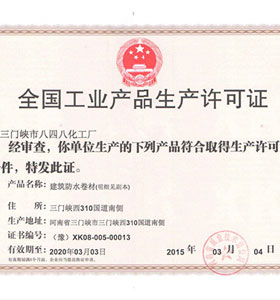 全国工业产品生产许可证
三门峡市八四八化工厂
经审查，你单位生产的下列产品符合取得生产许可
件，特发此证。
产品名称： 建筑防水卷材(明细见副本)
住 所： 三门峡西310国道南侧
生产地址： 河南省三门峡市三门峡西310国道南侧
证书编号： （豫）XK08-005-00013
有效期至： 2020年03月03日
2015 年 03 月 04 日